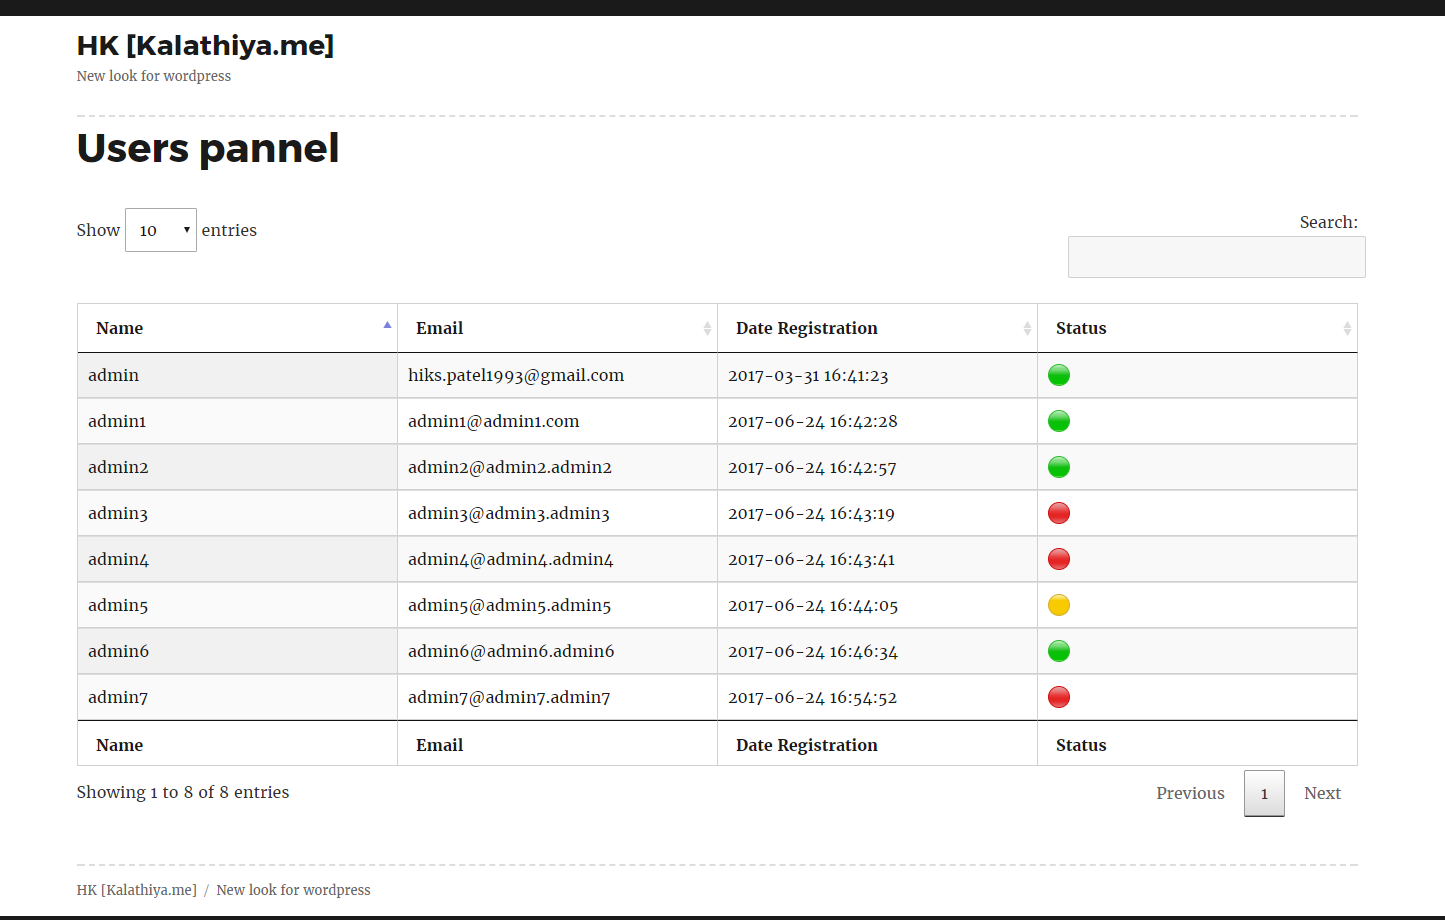 HK [Kalathiya.me]
New look for wordpress
Users pannel
Show 10 entries
Search:
Name Email Date Registration Status
admin hiks.patel1993@gmail.com 2017-03-31 16:41:23
admin1 admin1@admin1.com 2017-06-24 16:42:28
admin2 admin2@admin2.admin2 2017-06-24 16:42:57
admin3 admin3@admin3.admin3 2017-06-24 16:43:19
admin4 admin4@admin4.admin4 2017-06-24 16:43:41
admin5 admin5@admin5.admin5 2017-06-24 16:44:05
admin6 admin6@admin6.admin6 2017-06-24 16:46:34
admin7 admin7@admin7.admin7 2017-06-24 16:54:52
Name Email Date Registration Status
Showing 1 to 8 of 8 entries
Previous 1 Next
HK [Kalathiya.me] / New look for wordpress